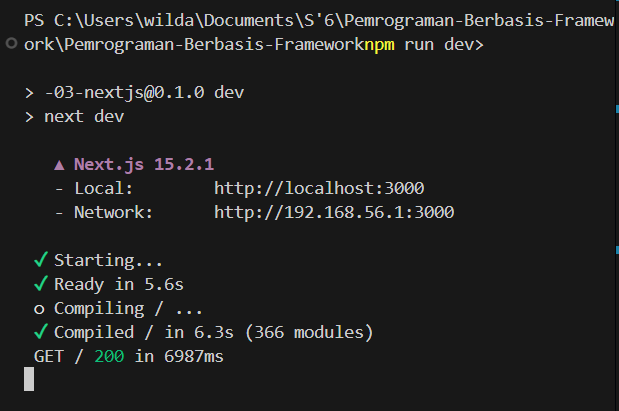 PS C:\Users\wilda\Documents\S'6\Pemrograman-Berbasis-Framew
ork\Pemrograman-Berbasis-Frameworknpm run dev>
> -03-nextjs@0.1.0 dev
> next dev
▲ Next.js 15.2.1
- Local: http://localhost:3000
- Network: http://192.168.56.1:3000
✓ Starting...
✓ Ready in 5.6s
○ Compiling / ...
✓ Compiled / in 6.3s (366 modules)
GET / 200 in 6987ms